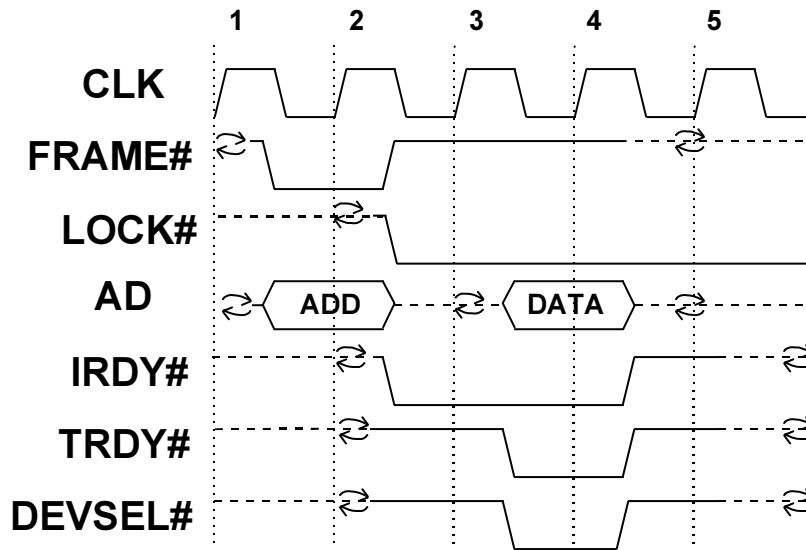 1 2 3 4 5
CLK
FRAME#
LOCK#
AD ADD DATA
IRDY#
TRDY#
DEVSEL#